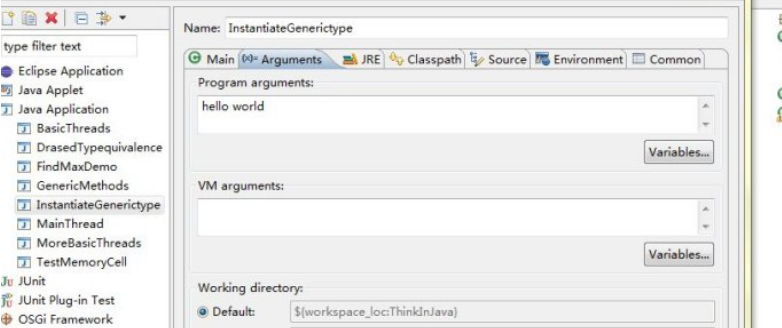 type filter text
Eclipse Application
Java Applet
Java Application
BasicThreads
DrasedTypequivalence
FindMaxDemo
GenericMethods
InstantiateGenerictype
MainThread
MoreBasicThreads
TestMemoryCell
JUnit
JUnit Plug-in Test
OSGi Framework
Name: InstantiateGenerictype
Main (x)= Arguments JRE Classpath Source Environment Common
Program arguments:
hello world
Variables...
VM arguments:
Variables...
Working directory:
Default: ${workspace_loc:ThinkInJava}